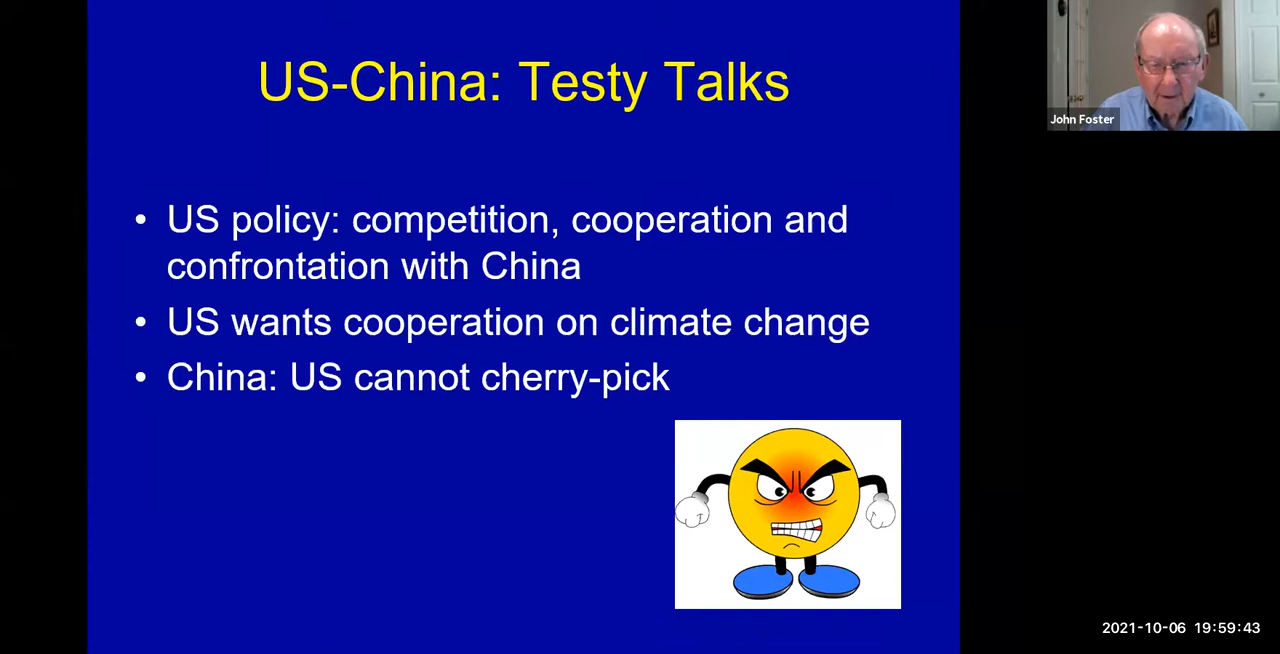 US-China: Testy Talks
John Foster
• US policy: competition, cooperation and
confrontation with China
• US wants cooperation on climate change
• China: US cannot cherry-pick
2021-10-06 19:59:43